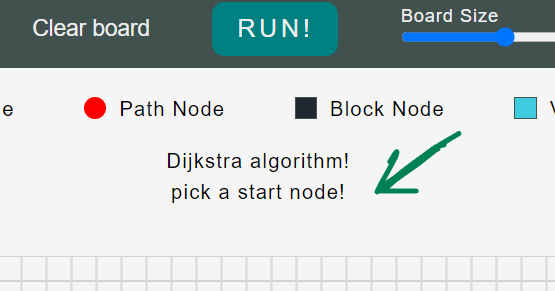 Clear board
RUN!
Board Size
e
Path Node
Block Node
Dijkstra algorithm!
pick a start node!